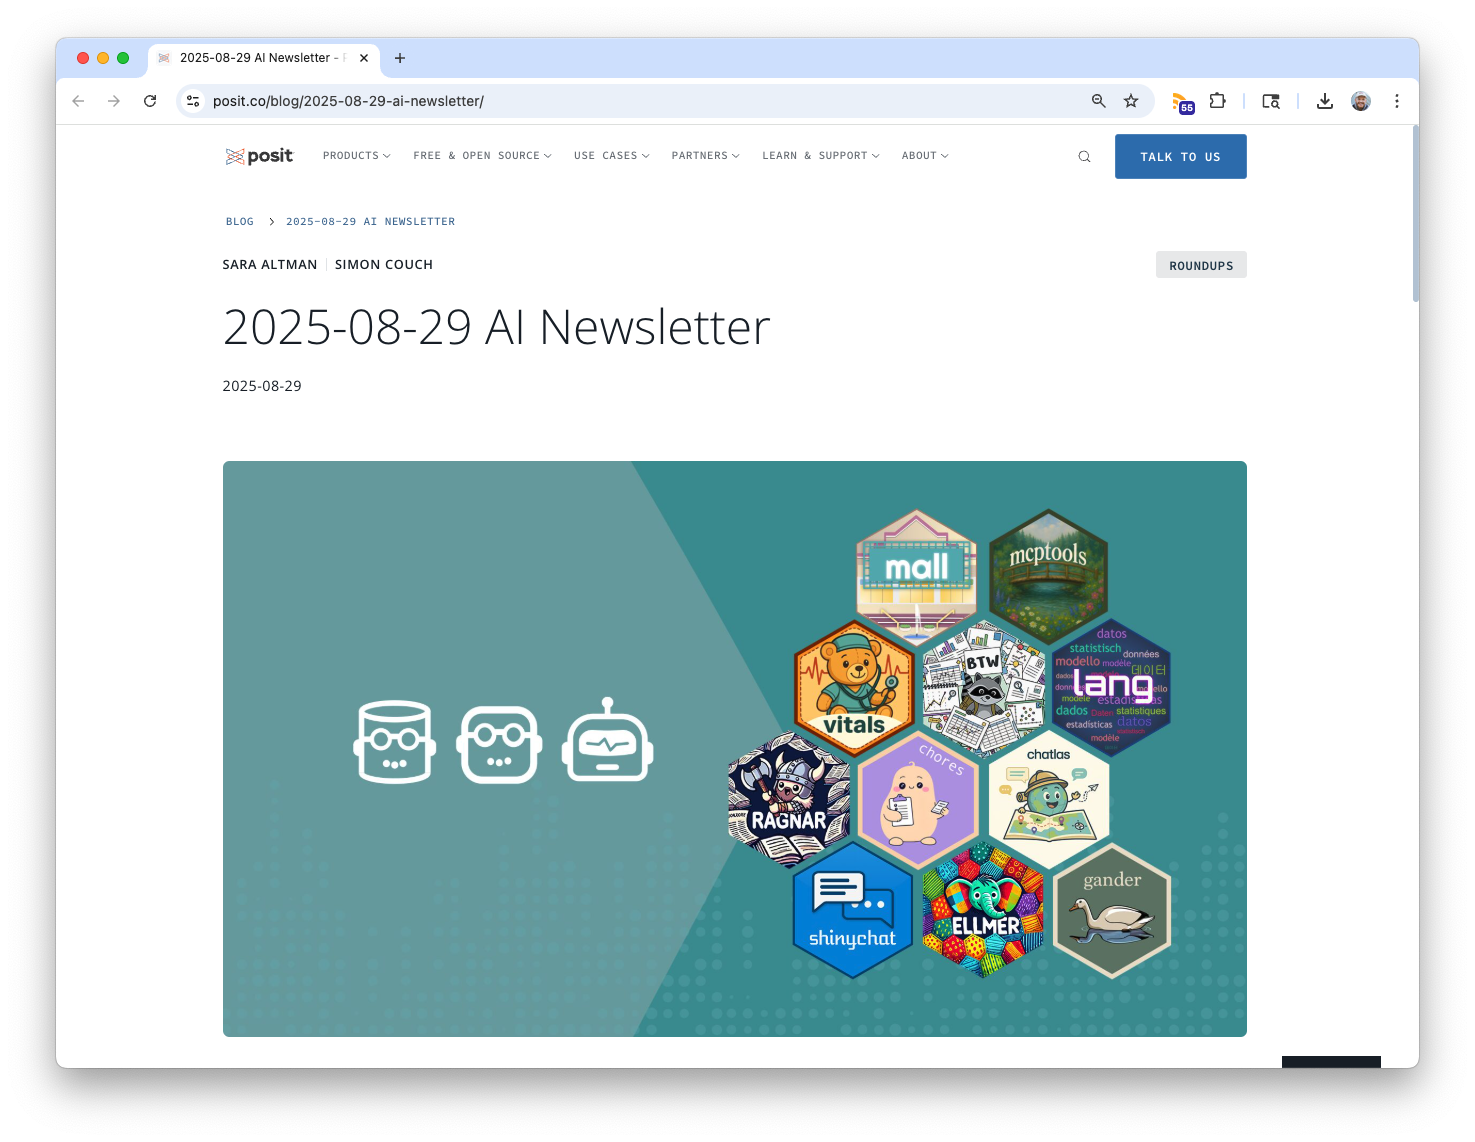 2025-08-29 AI Newsletter - P
posit.co/blog/2025-08-29-ai-newsletter/
55
posit
PRODUCTS FREE & OPEN SOURCE USE CASES PARTNERS LEARN & SUPPORT ABOUT
TALK TO US
BLOG > 2025-08-29 AI NEWSLETTER
SARA ALTMAN | SIMON COUCH
ROUNDUPS
2025-08-29 AI Newsletter
2025-08-29
mall
mcptools
vitals
BTW
datos
statistisch
données
modello modèle 데이터
dados
lang
modèle estadísticas
dados Daten statistiques
estadísticas datos
modèle
RAGNAR
chores
chatlas
shinychat
ELLMER
gander